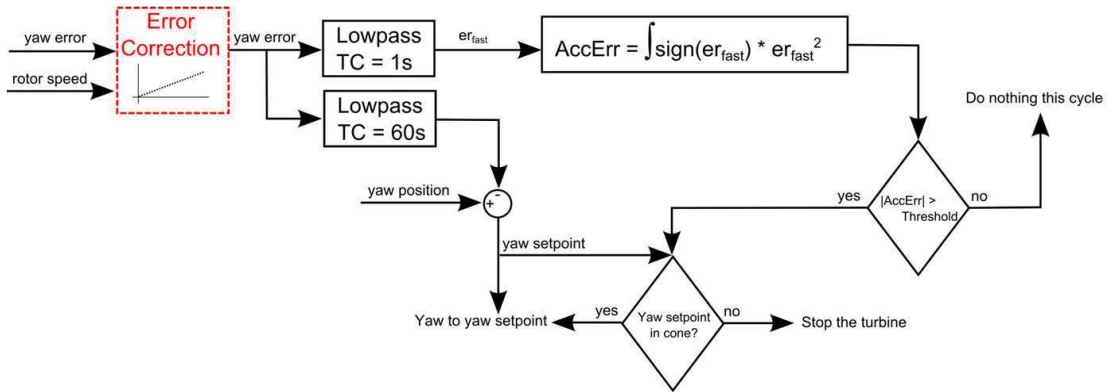 Error
Correction
yaw error
rotor speed
yaw error
Lowpass
TC = 1s
er_fast
AccErr = ∫sign(er_fast) * er_fast²
Lowpass
TC = 60s
Do nothing this cycle
yaw position
-
+
yes
|AccErr| >
Threshold
no
yaw setpoint
Yaw to yaw setpoint
yes
Yaw setpoint
in cone?
no
Stop the turbine